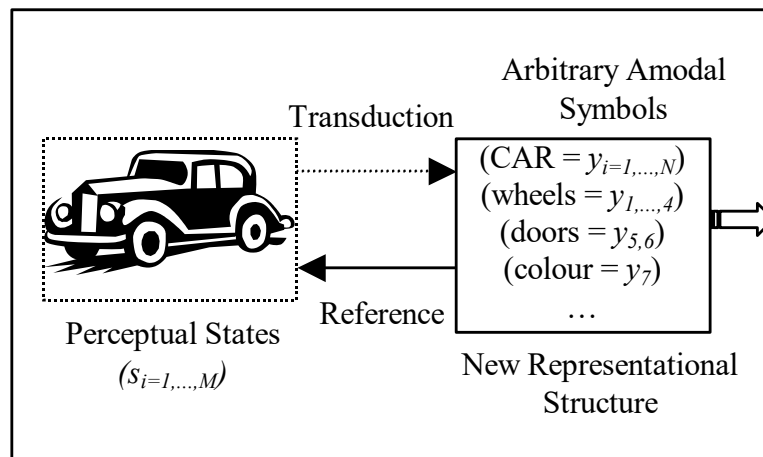 Arbitrary Amodal
Symbols
Transduction
(CAR = y_{i=1,...,N})
(wheels = y_{1,...,4})
(doors = y_{5,6})
(colour = y_7)
…
Reference
Perceptual States
(s_{i=1,...,M})
New Representational
Structure